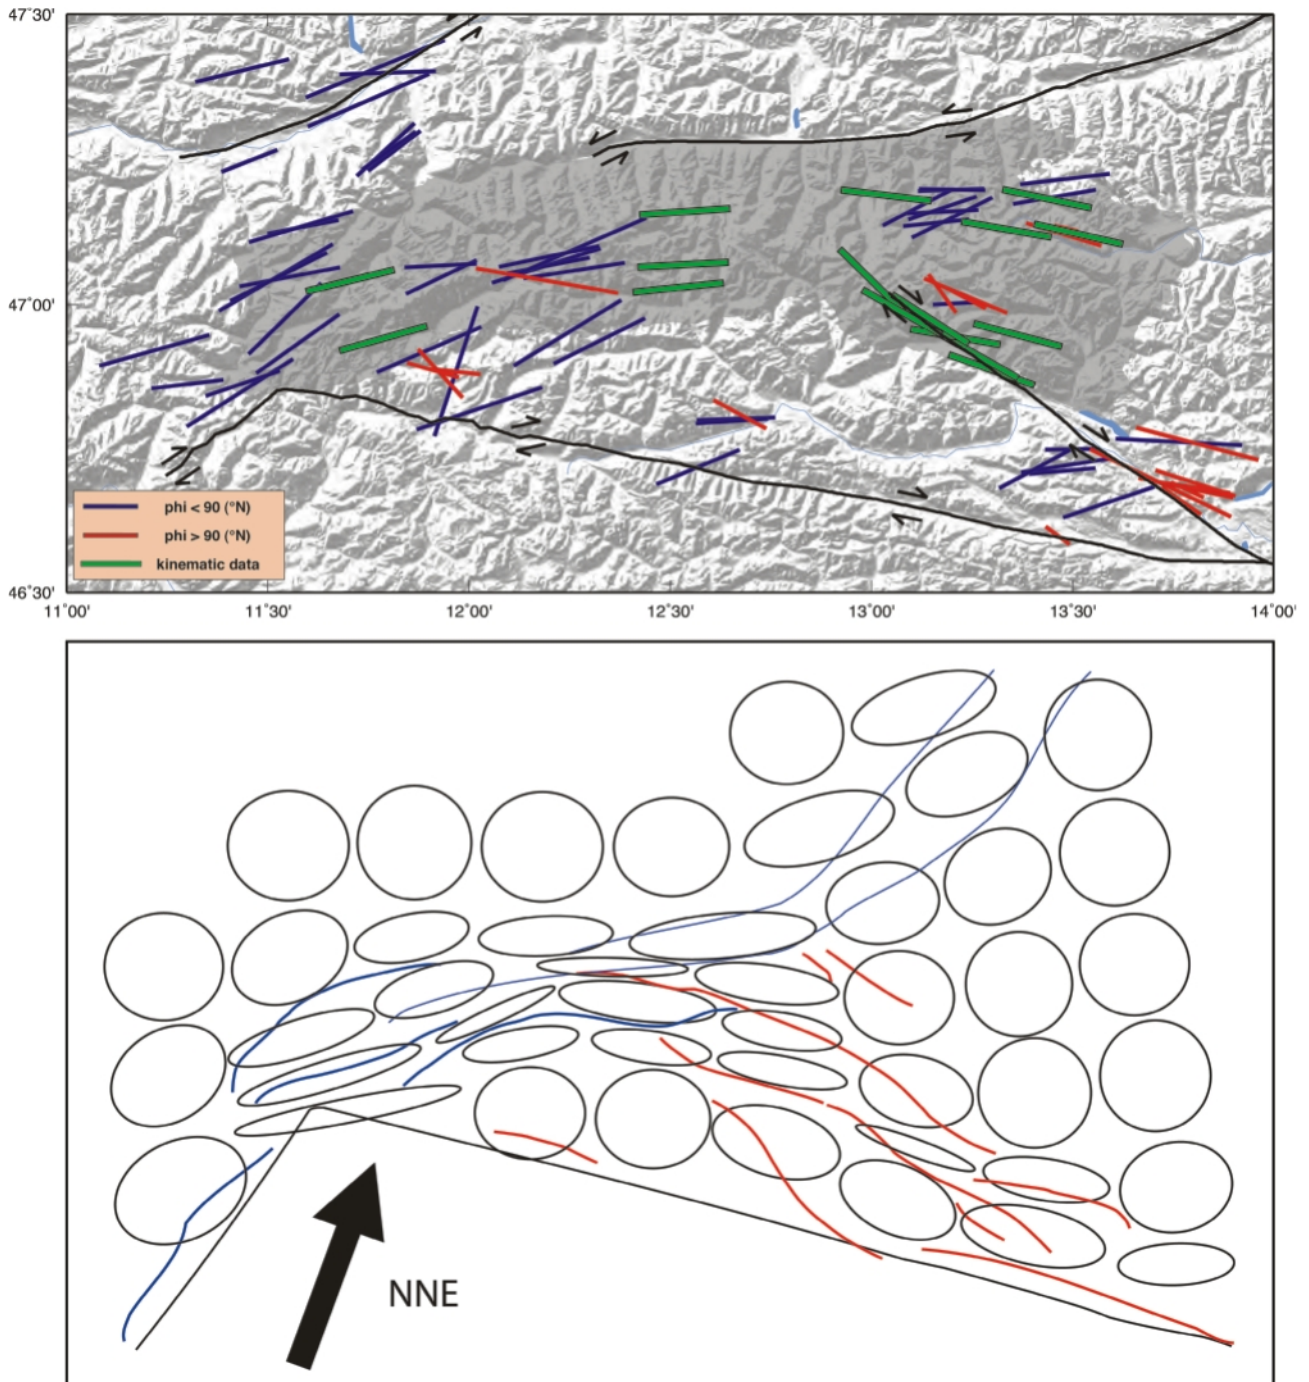 47°30'
47°00'
phi < 90 (°N)
phi > 90 (°N)
kinematic data
46°30'
11°00' 11°30' 12°00' 12°30' 13°00' 13°30' 14°00'
NNE